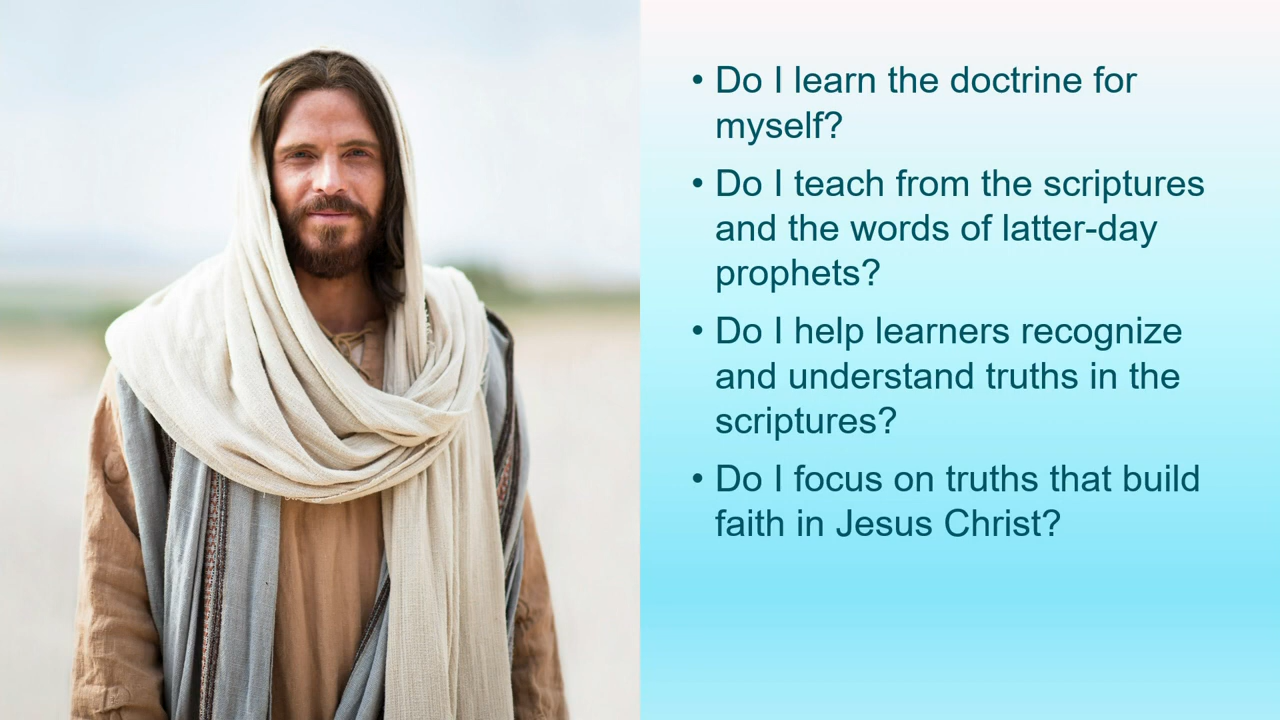 • Do I learn the doctrine for
myself?
• Do I teach from the scriptures
and the words of latter-day
prophets?
• Do I help learners recognize
and understand truths in the
scriptures?
• Do I focus on truths that build
faith in Jesus Christ?